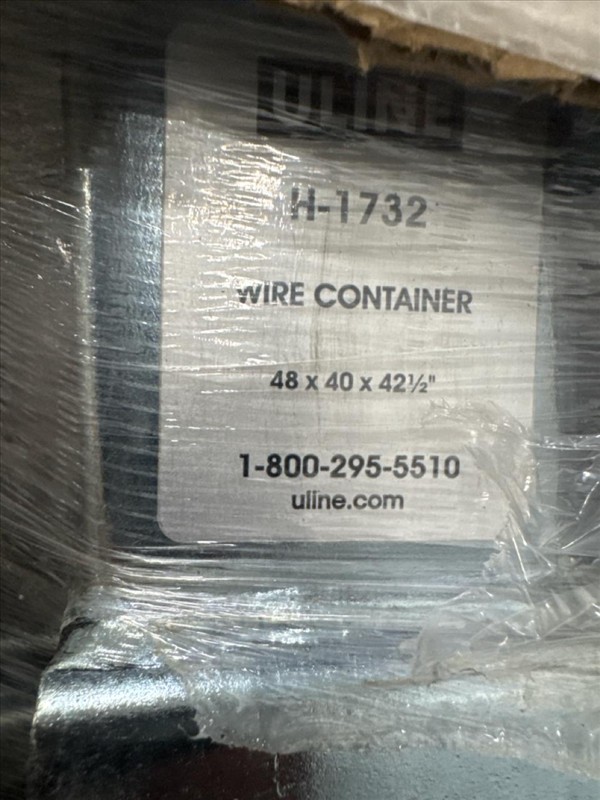 ULINE
H-1732
WIRE CONTAINER
48 x 40 x 42½"
1-800-295-5510
uline.com